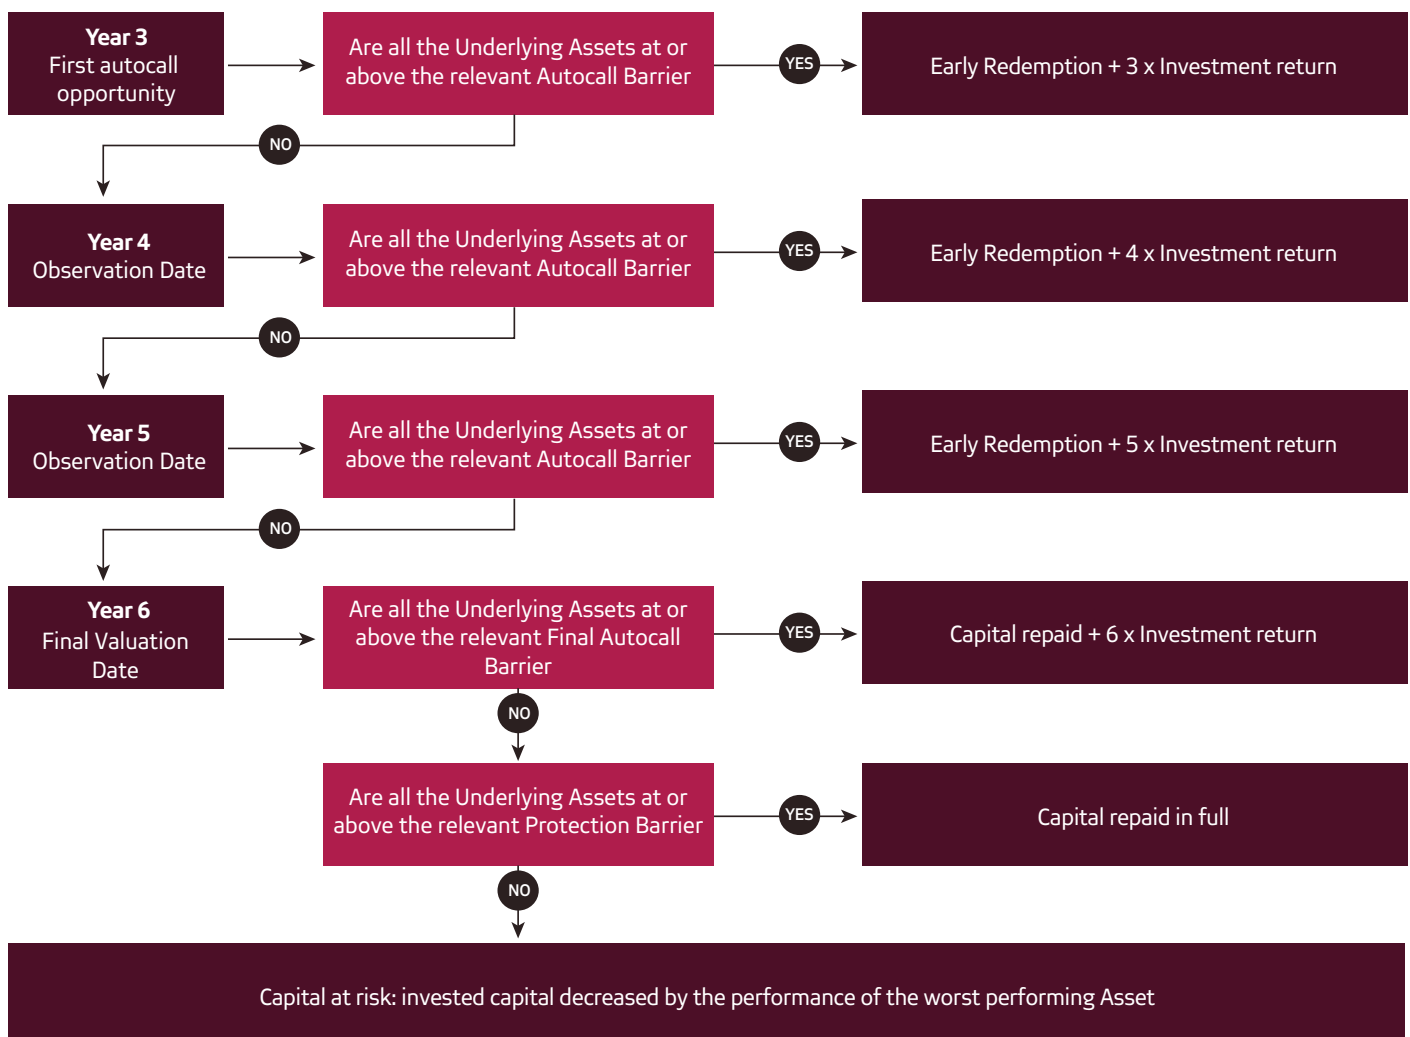 Year 3
First autocall
opportunity
Are all the Underlying Assets at or
above the relevant Autocall Barrier
YES
Early Redemption + 3 x Investment return
NO
Year 4
Observation Date
Are all the Underlying Assets at or
above the relevant Autocall Barrier
YES
Early Redemption + 4 x Investment return
NO
Year 5
Observation Date
Are all the Underlying Assets at or
above the relevant Autocall Barrier
YES
Early Redemption + 5 x Investment return
NO
Year 6
Final Valuation
Date
Are all the Underlying Assets at or
above the relevant Final Autocall
Barrier
YES
Capital repaid + 6 x Investment return
NO
Are all the Underlying Assets at or
above the relevant Protection Barrier
YES
Capital repaid in full
NO
Capital at risk: invested capital decreased by the performance of the worst performing Asset